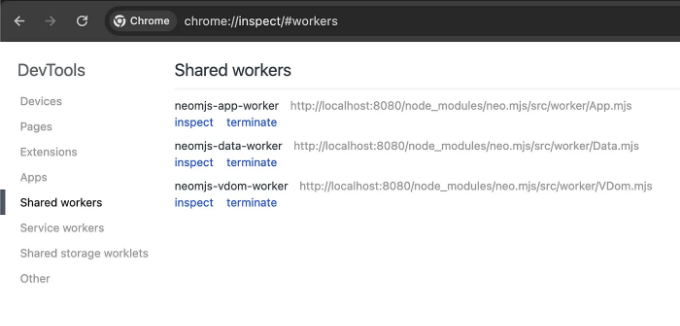 Chrome chrome://inspect/#workers
DevTools
Devices
Pages
Extensions
Apps
Shared workers
Service workers
Shared storage worklets
Other
Shared workers
neomjs-app-worker http://localhost:8080/node_modules/neo.mjs/src/worker/App.mjs
inspect terminate
neomjs-data-worker http://localhost:8080/node_modules/neo.mjs/src/worker/Data.mjs
inspect terminate
neomjs-vdom-worker http://localhost:8080/node_modules/neo.mjs/src/worker/VDom.mjs
inspect terminate